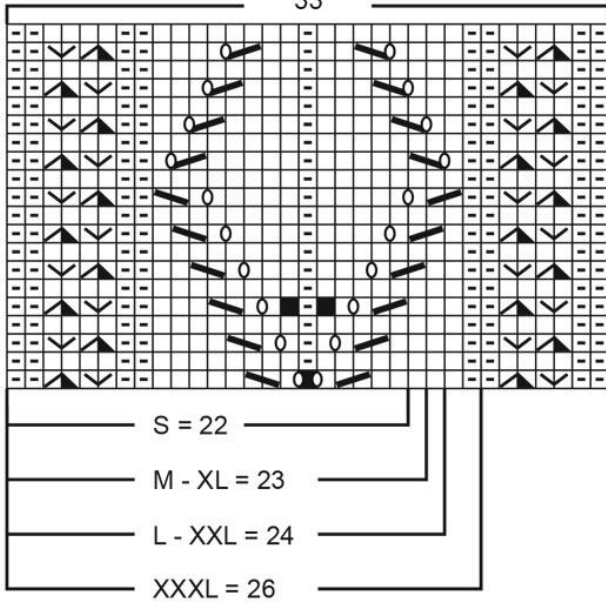 33
S = 22
M - XL = 23
L - XXL = 24
XXXL = 26